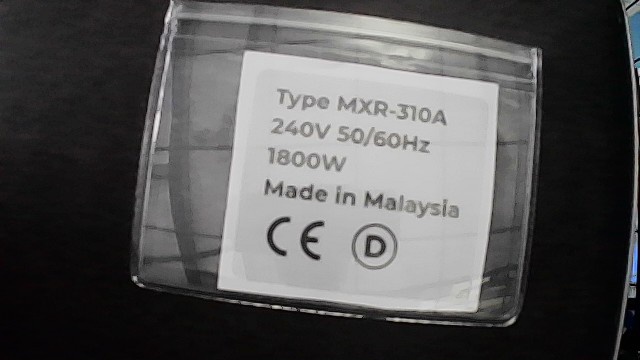 Type MXR-310A
240V 50/60Hz
1800W
Made in Malaysia
CE D